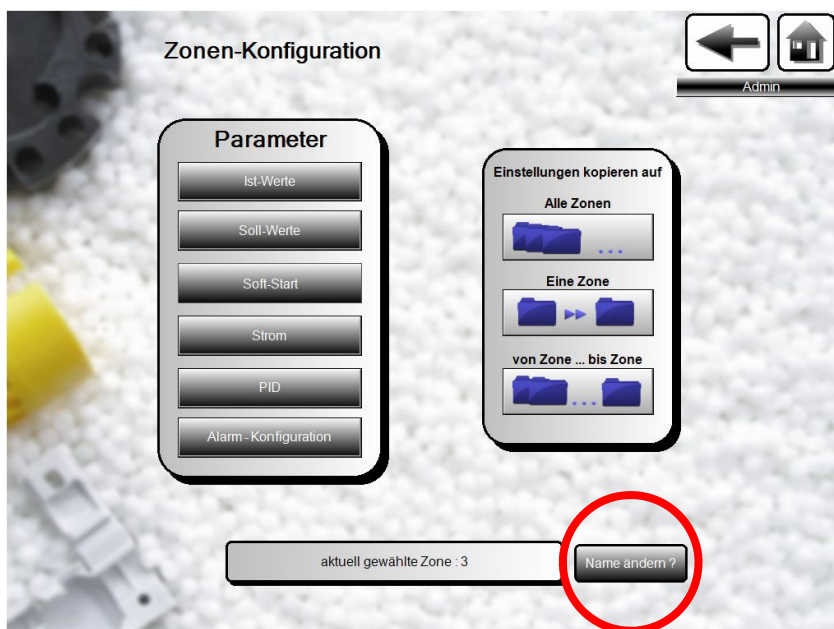 Zonen-Konfiguration
Admin
Parameter
Ist-Werte
Soll-Werte
Soft-Start
Strom
PID
Alarm-Konfiguration
Einstellungen kopieren auf
Alle Zonen
...
Eine Zone
von Zone ... bis Zone
...
aktuell gewählte Zone : 3
Name ändern ?